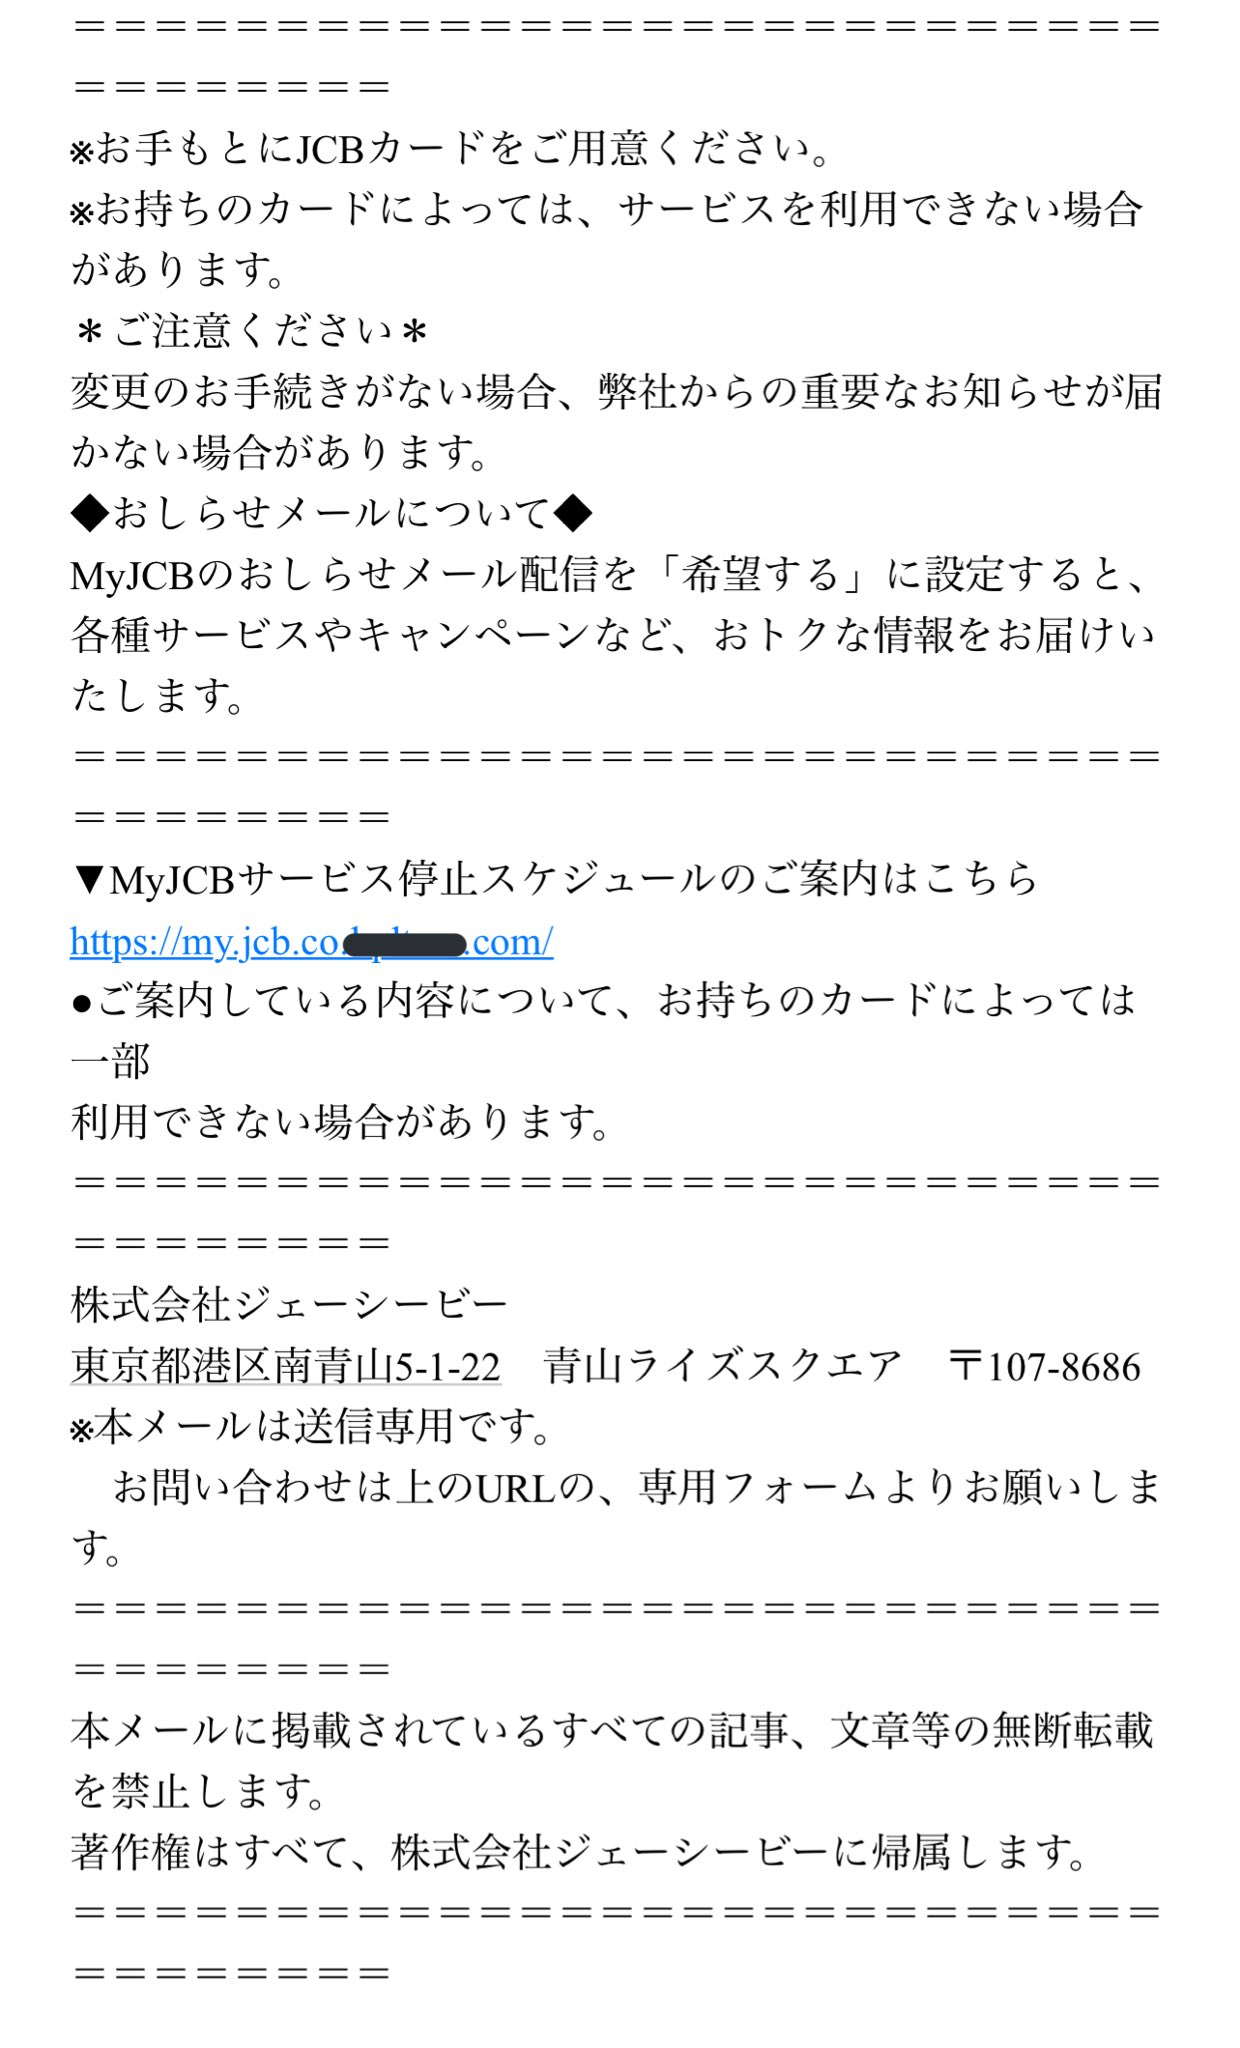 ＝＝＝＝＝＝＝＝＝＝＝＝＝＝＝＝＝＝＝＝＝＝＝＝＝＝＝
＝＝＝＝＝＝＝＝
※お手もとにJCBカードをご用意ください。
※お持ちのカードによっては、サービスを利用できない場合
があります。
＊ご注意ください＊
変更のお手続きがない場合、弊社からの重要なお知らせが届
かない場合があります。
◆おしらせメールについて◆
MyJCBのおしらせメール配信を「希望する」に設定すると、
各種サービスやキャンペーンなど、おトクな情報をお届けい
たします。
＝＝＝＝＝＝＝＝＝＝＝＝＝＝＝＝＝＝＝＝＝＝＝＝＝＝＝
＝＝＝＝＝＝＝＝
▼MyJCBサービス停止スケジュールのご案内はこちら
https://my.jcb.co. .com/
●ご案内している内容について、お持ちのカードによっては
一部
利用できない場合があります。
＝＝＝＝＝＝＝＝＝＝＝＝＝＝＝＝＝＝＝＝＝＝＝＝＝＝＝
＝＝＝＝＝＝＝＝
株式会社ジェーシービー
東京都港区南青山5-1-22　青山ライズスクエア　〒107-8686
※本メールは送信専用です。
　お問い合わせは上のURLの、専用フォームよりお願いしま
す。
＝＝＝＝＝＝＝＝＝＝＝＝＝＝＝＝＝＝＝＝＝＝＝＝＝＝＝
＝＝＝＝＝＝＝＝
本メールに掲載されているすべての記事、文章等の無断転載
を禁止します。
著作権はすべて、株式会社ジェーシービーに帰属します。
＝＝＝＝＝＝＝＝＝＝＝＝＝＝＝＝＝＝＝＝＝＝＝＝＝＝＝
＝＝＝＝＝＝＝＝